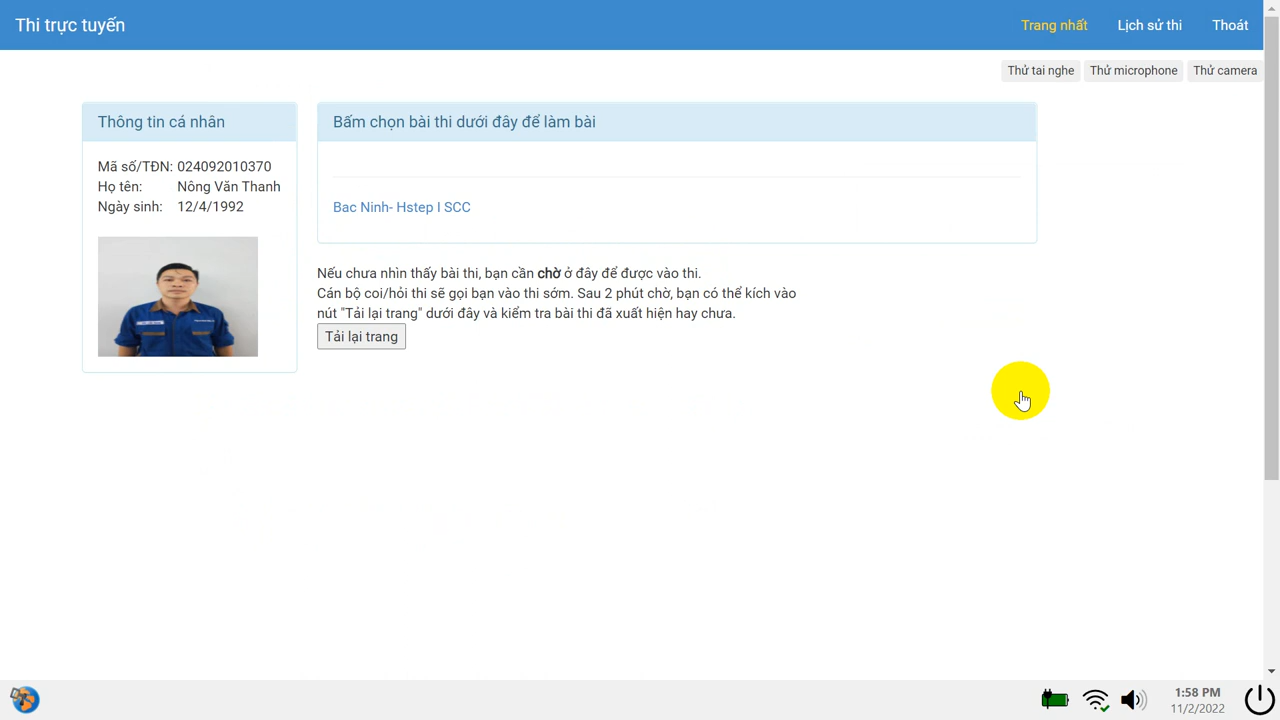 Thi trực tuyến
Trang nhất
Lịch sử thi
Thoát
Thử tai nghe
Thử microphone
Thử camera
Thông tin cá nhân
Mã số/TĐN: 024092010370
Họ tên: Nông Văn Thanh
Ngày sinh: 12/4/1992
Bấm chọn bài thi dưới đây để làm bài
Bac Ninh- Hstep I SCC
Nếu chưa nhìn thấy bài thi, bạn cần chờ ở đây để được vào thi.
Cán bộ coi/hỏi thi sẽ gọi bạn vào thi sớm. Sau 2 phút chờ, bạn có thể kích vào
nút "Tải lại trang" dưới đây và kiểm tra bài thi đã xuất hiện hay chưa.
Tải lại trang
1:58 PM
11/2/2022